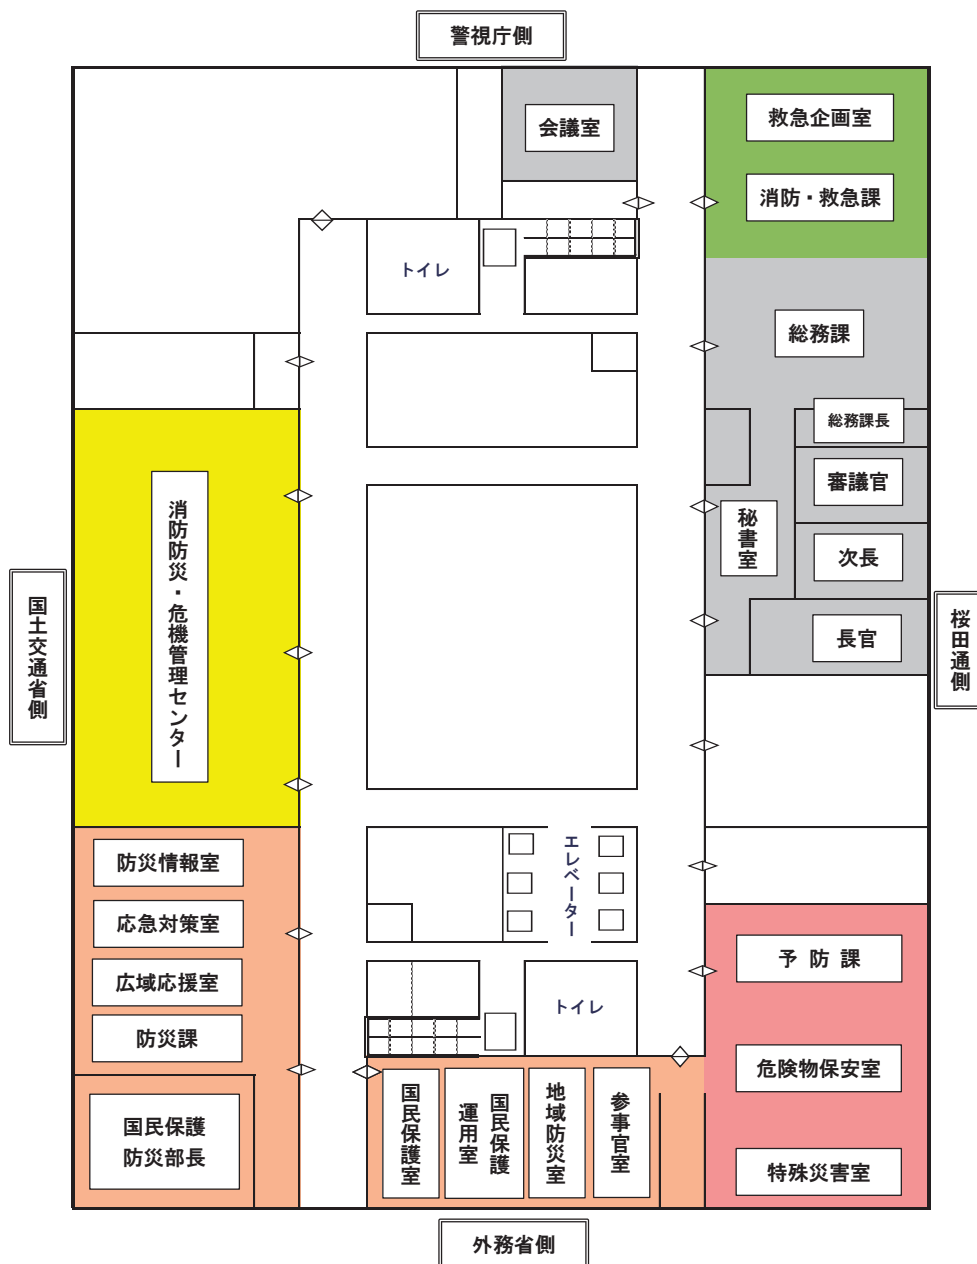 警視庁側
会議室
救急企画室
消防・救急課
トイレ
総務課
総務課長
審議官
秘書室
次長
長官
消防防災・危機管理センター
国土交通省側
桜田通側
防災情報室
応急対策室
広域応援室
防災課
国民保護
防災部長
エレベーター
トイレ
予防課
危険物保安室
特殊災害室
国民保護室
国民保護
運用室
地域防災室
参事官室
外務省側